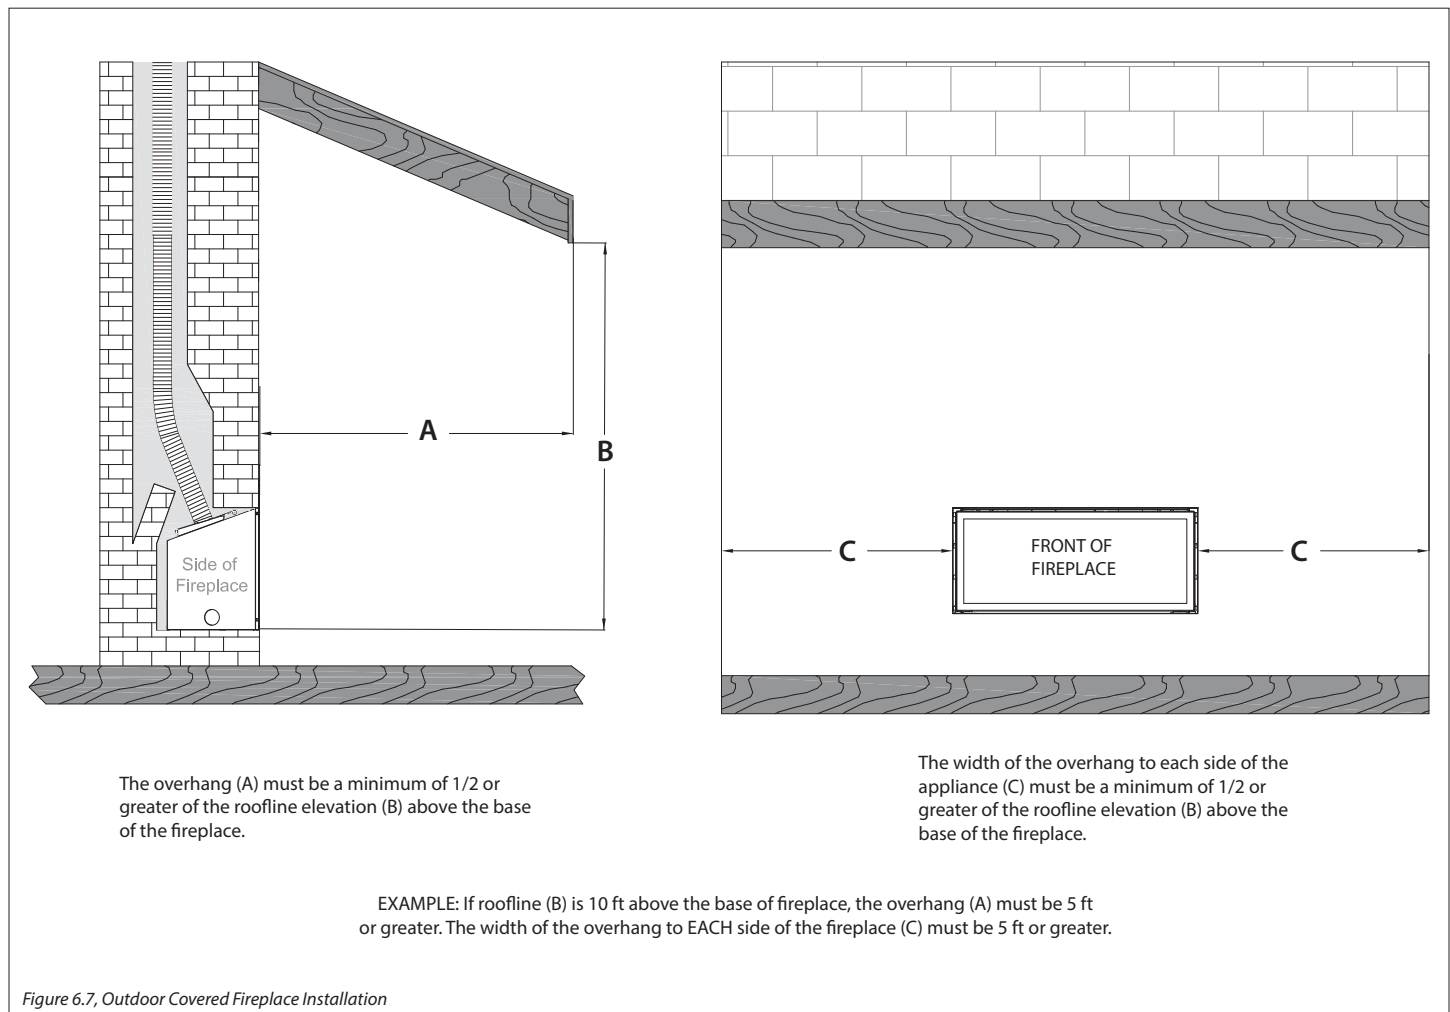 A
B
Side of
Fireplace
C
FRONT OF
FIREPLACE
C
The overhang (A) must be a minimum of 1/2 or
greater of the roofline elevation (B) above the base
of the fireplace.
The width of the overhang to each side of the
appliance (C) must be a minimum of 1/2 or
greater of the roofline elevation (B) above the
base of the fireplace.
EXAMPLE: If roofline (B) is 10 ft above the base of fireplace, the overhang (A) must be 5 ft
or greater. The width of the overhang to EACH side of the fireplace (C) must be 5 ft or greater.
Figure 6.7, Outdoor Covered Fireplace Installation